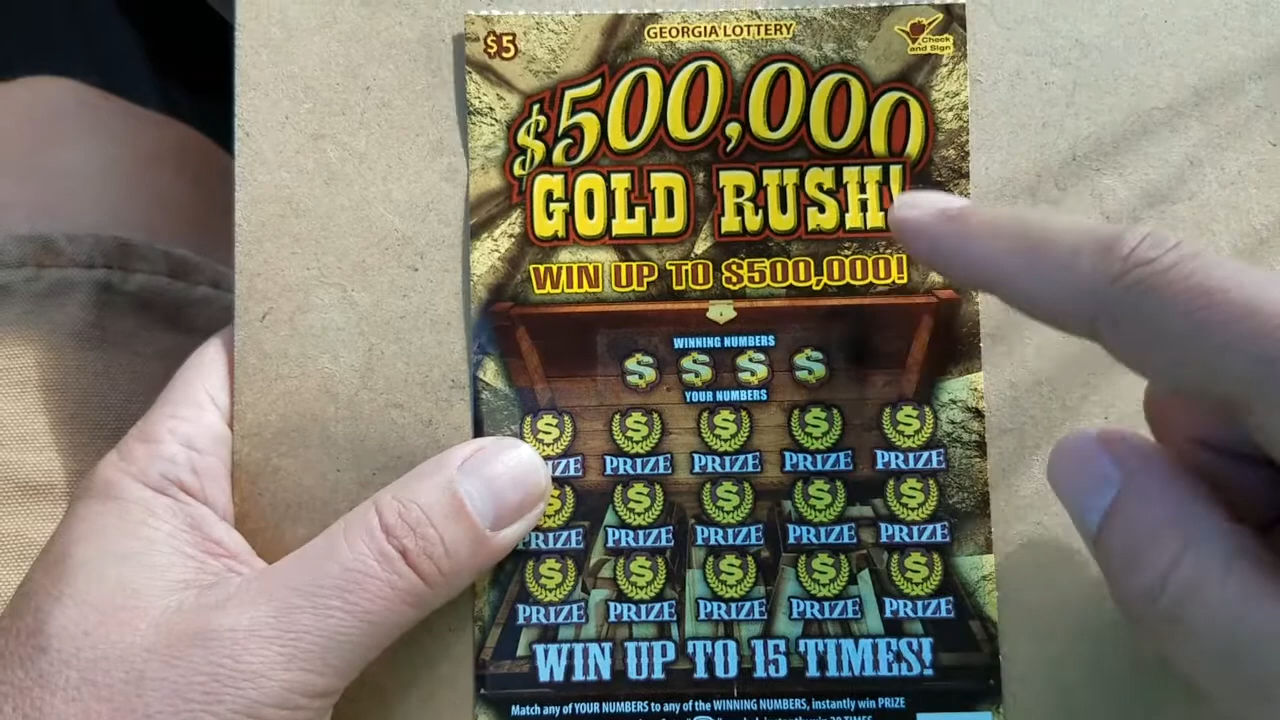 GEORGIA LOTTERY
$5
Check
and Sign
$500,000
GOLD RUSH!
WIN UP TO $500,000!
WINNING NUMBERS
$ $ $ $
YOUR NUMBERS
$ $ $ $ $
PRIZE PRIZE PRIZE PRIZE
$ $ $ $ $
PRIZE PRIZE PRIZE PRIZE PRIZE
$ $ $ $ $
PRIZE PRIZE PRIZE PRIZE PRIZE
WIN UP TO 15 TIMES!
Match any of YOUR NUMBERS to any of the WINNING NUMBERS, instantly win PRIZE